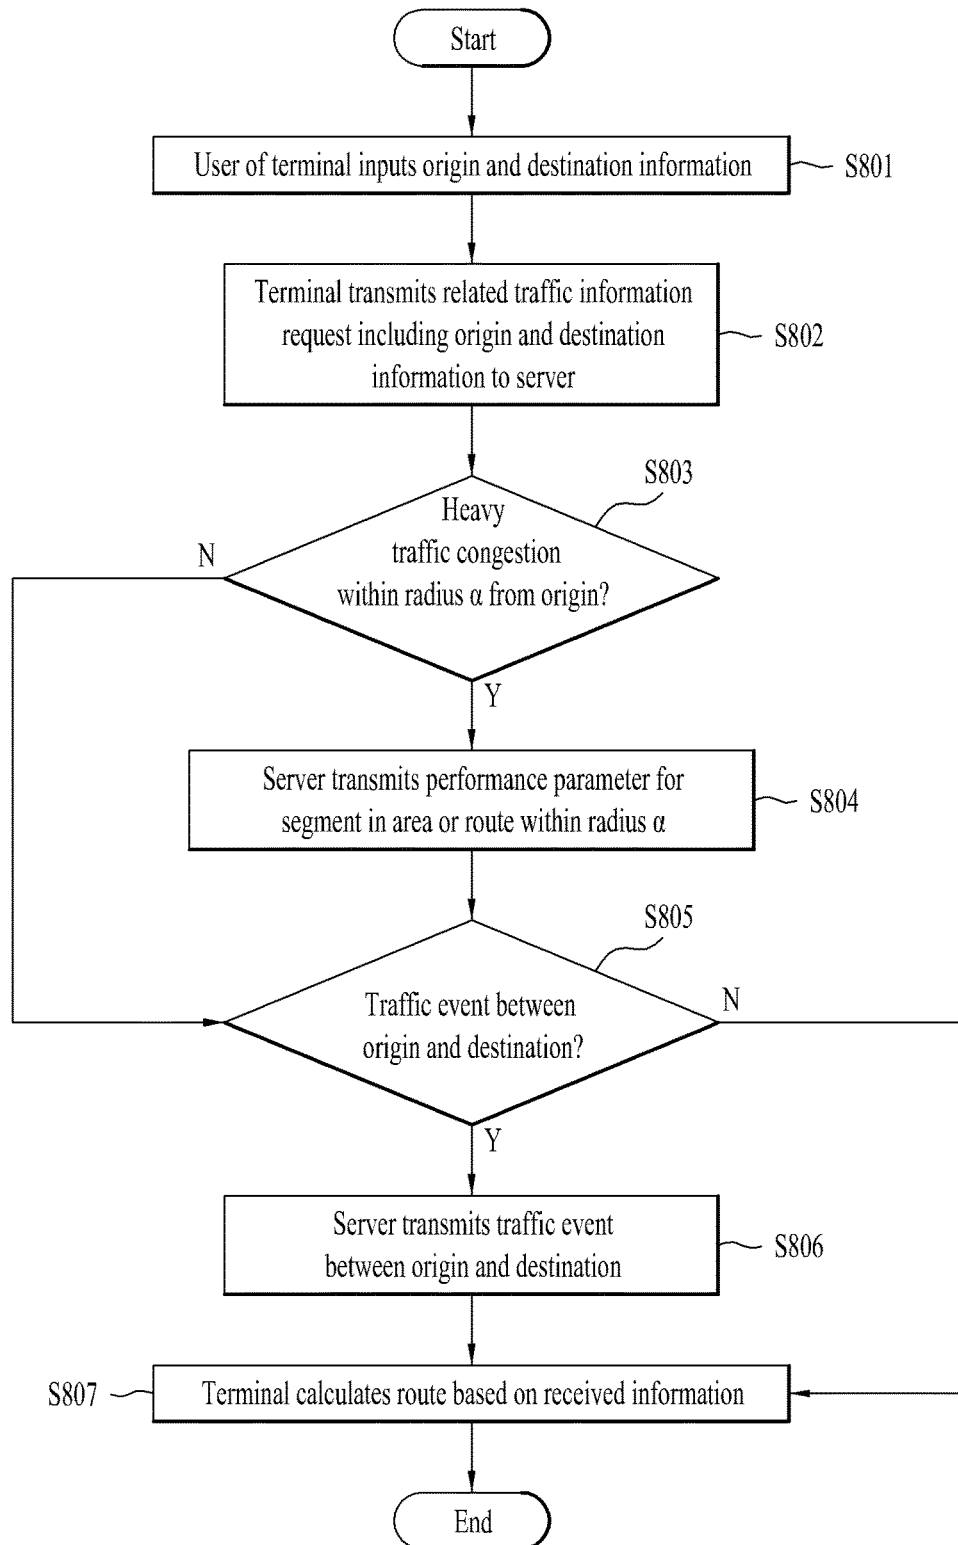 Start
User of terminal inputs origin and destination information
S801
Terminal transmits related traffic information
request including origin and destination
information to server
S802
S803
Heavy
traffic congestion
within radius α from origin?
N
Y
Server transmits performance parameter for
segment in area or route within radius α
S804
S805
Traffic event between
origin and destination?
N
Y
Server transmits traffic event
between origin and destination
S806
S807
Terminal calculates route based on received information
End